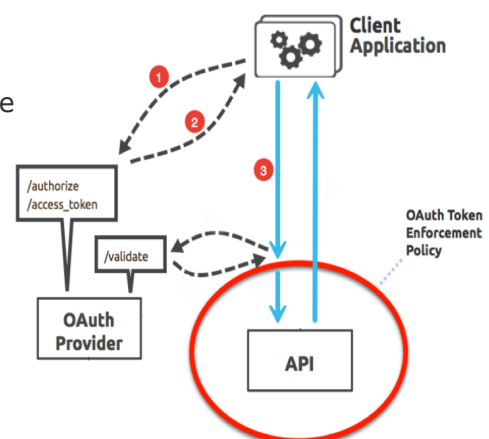 Client
Application
1
e
2
3
/authorize
/access_token
OAuth Token
Enforcement
Policy
/validate
OAuth
Provider
API